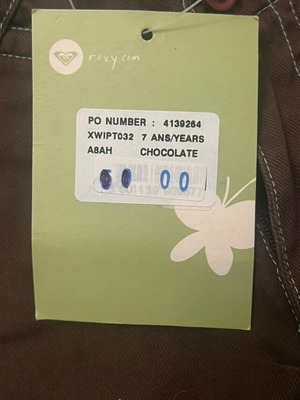 roxy.com
PO NUMBER : 4139264
XWIPT032 7 ANS/YEARS
A8AH CHOCOLATE
00